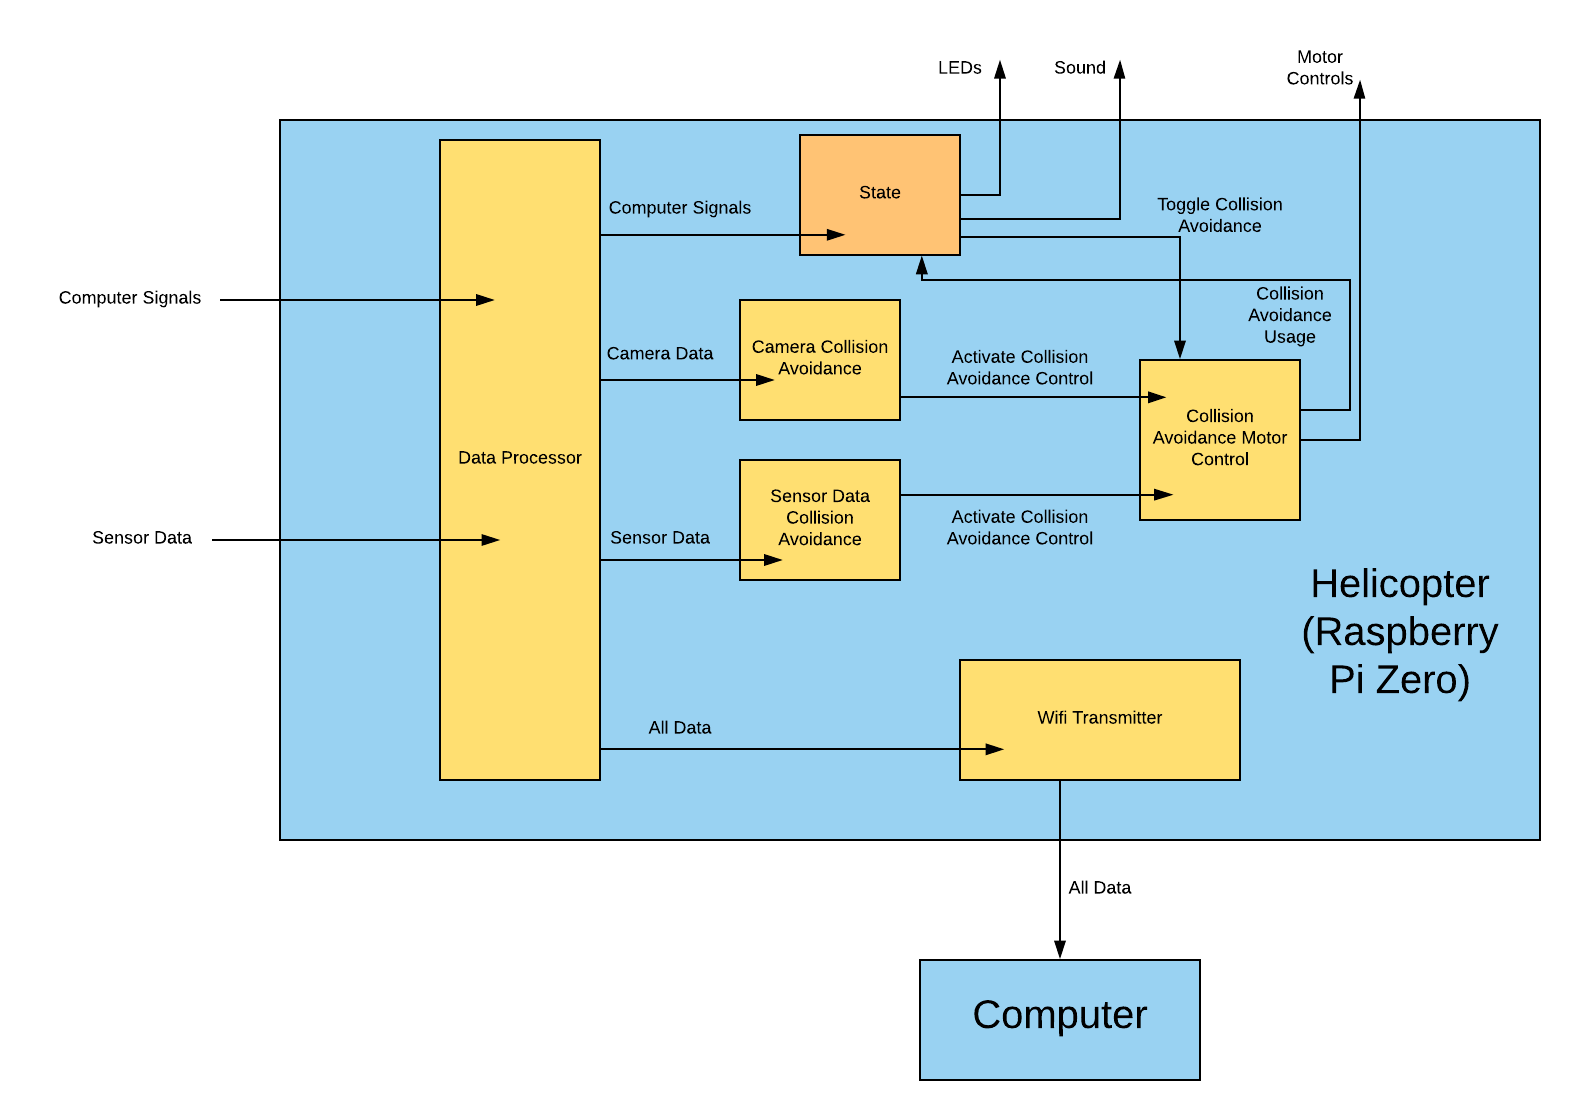 LEDs
Sound
Motor
Controls
State
Computer Signals
Toggle Collision
Avoidance
Computer Signals
Collision
Avoidance
Usage
Camera Data
Camera Collision
Avoidance
Activate Collision
Avoidance Control
Collision
Avoidance Motor
Control
Data Processor
Sensor Data
Sensor Data
Sensor Data
Collision
Avoidance
Activate Collision
Avoidance Control
Helicopter
(Raspberry
Pi Zero)
All Data
Wifi Transmitter
All Data
Computer